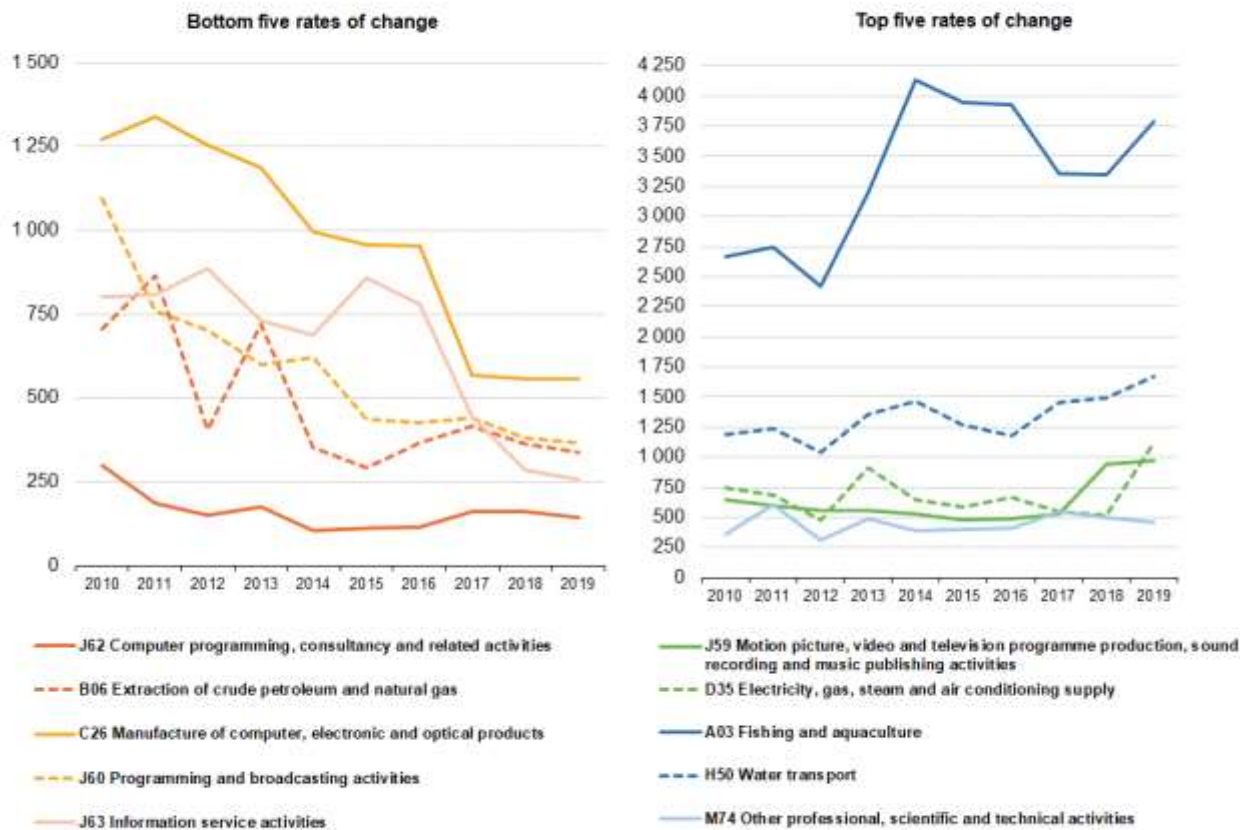 Bottom five rates of change
1 500
1 250
1 000
750
500
250
0
2010 2011 2012 2013 2014 2015 2016 2017 2018 2019
J62 Computer programming, consultancy and related activities
B06 Extraction of crude petroleum and natural gas
C26 Manufacture of computer, electronic and optical products
J60 Programming and broadcasting activities
J63 Information service activities
Top five rates of change
4 250
4 000
3 750
3 500
3 250
3 000
2 750
2 500
2 250
2 000
1 750
1 500
1 250
1 000
750
500
250
0
2010 2011 2012 2013 2014 2015 2016 2017 2018 2019
J59 Motion picture, video and television programme production, sound
recording and music publishing activities
D35 Electricity, gas, steam and air conditioning supply
A03 Fishing and aquaculture
H50 Water transport
M74 Other professional, scientific and technical activities